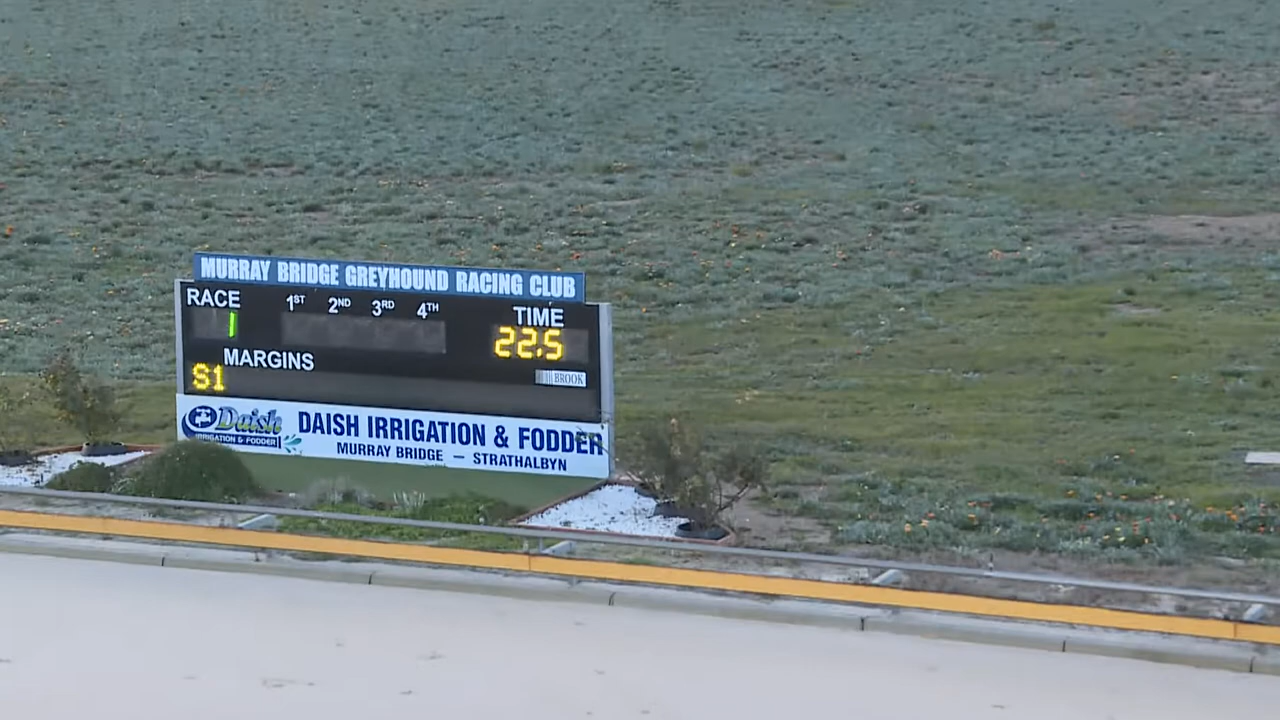 MURRAY BRIDGE GREYHOUND RACING CLUB
RACE 1ST 2ND 3RD 4TH TIME
1 22.5
MARGINS
S1 BROOK
Daish DAISH IRRIGATION & FODDER
IRRIGATION & FODDER MURRAY BRIDGE – STRATHALBYN